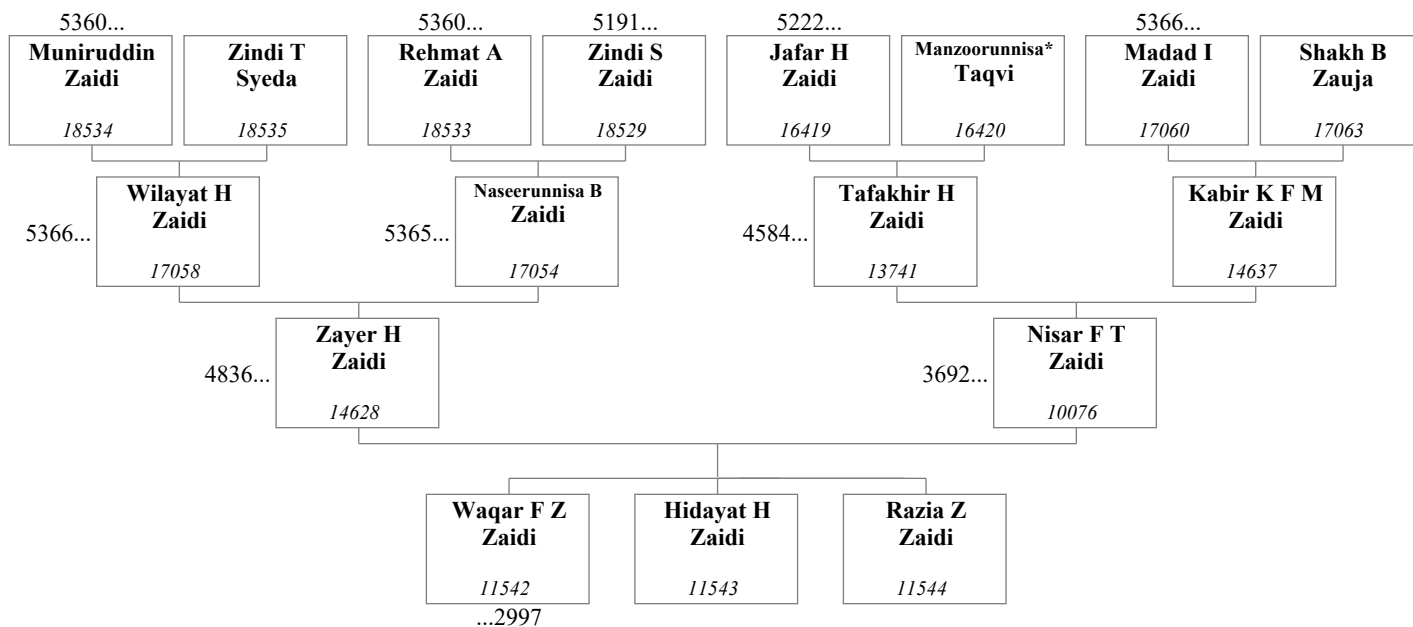 5360...
5360...
5191...
5222...
5366...
Muniruddin
Zaidi
18534
Zindi T
Syeda
18535
Rehmat A
Zaidi
18533
Zindi S
Zaidi
18529
Jafar H
Zaidi
16419
Manzoorunnisa*
Taqvi
16420
Madad I
Zaidi
17060
Shakh B
Zauja
17063
5366...
Wilayat H
Zaidi
17058
5365...
Naseerunnisa B
Zaidi
17054
4584...
Tafakhir H
Zaidi
13741
Kabir K F M
Zaidi
14637
4836...
Zayer H
Zaidi
14628
3692...
Nisar F T
Zaidi
10076
Waqar F Z
Zaidi
11542
...2997
Hidayat H
Zaidi
11543
Razia Z
Zaidi
11544